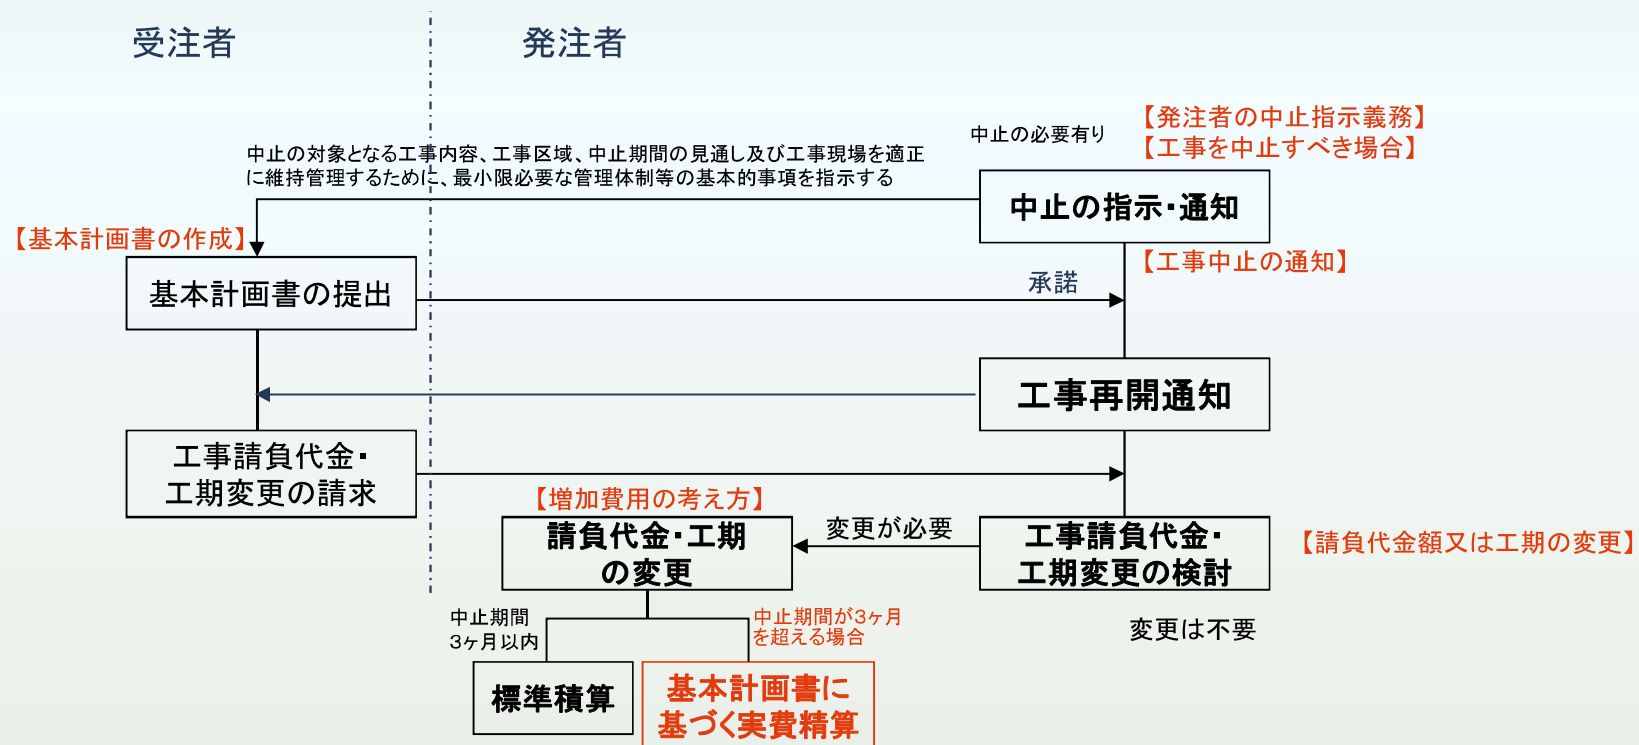 受注者
発注者
【発注者の中止指示義務】
中止の必要有り
【工事を中止すべき場合】
中止の対象となる工事内容、工事区域、中止期間の見通し及び工事現場を適正
に維持管理するために、最小限必要な管理体制等の基本的事項を指示する
中止の指示・通知
【基本計画書の作成】
【工事中止の通知】
基本計画書の提出
承諾
工事再開通知
工事請負代金・
工期変更の請求
【増加費用の考え方】
請負代金・工期
の変更
変更が必要
工事請負代金・
工期変更の検討
【請負代金額又は工期の変更】
中止期間
3ヶ月以内
中止期間が3ヶ月
を超える場合
変更は不要
標準積算
基本計画書に
基づく実費精算